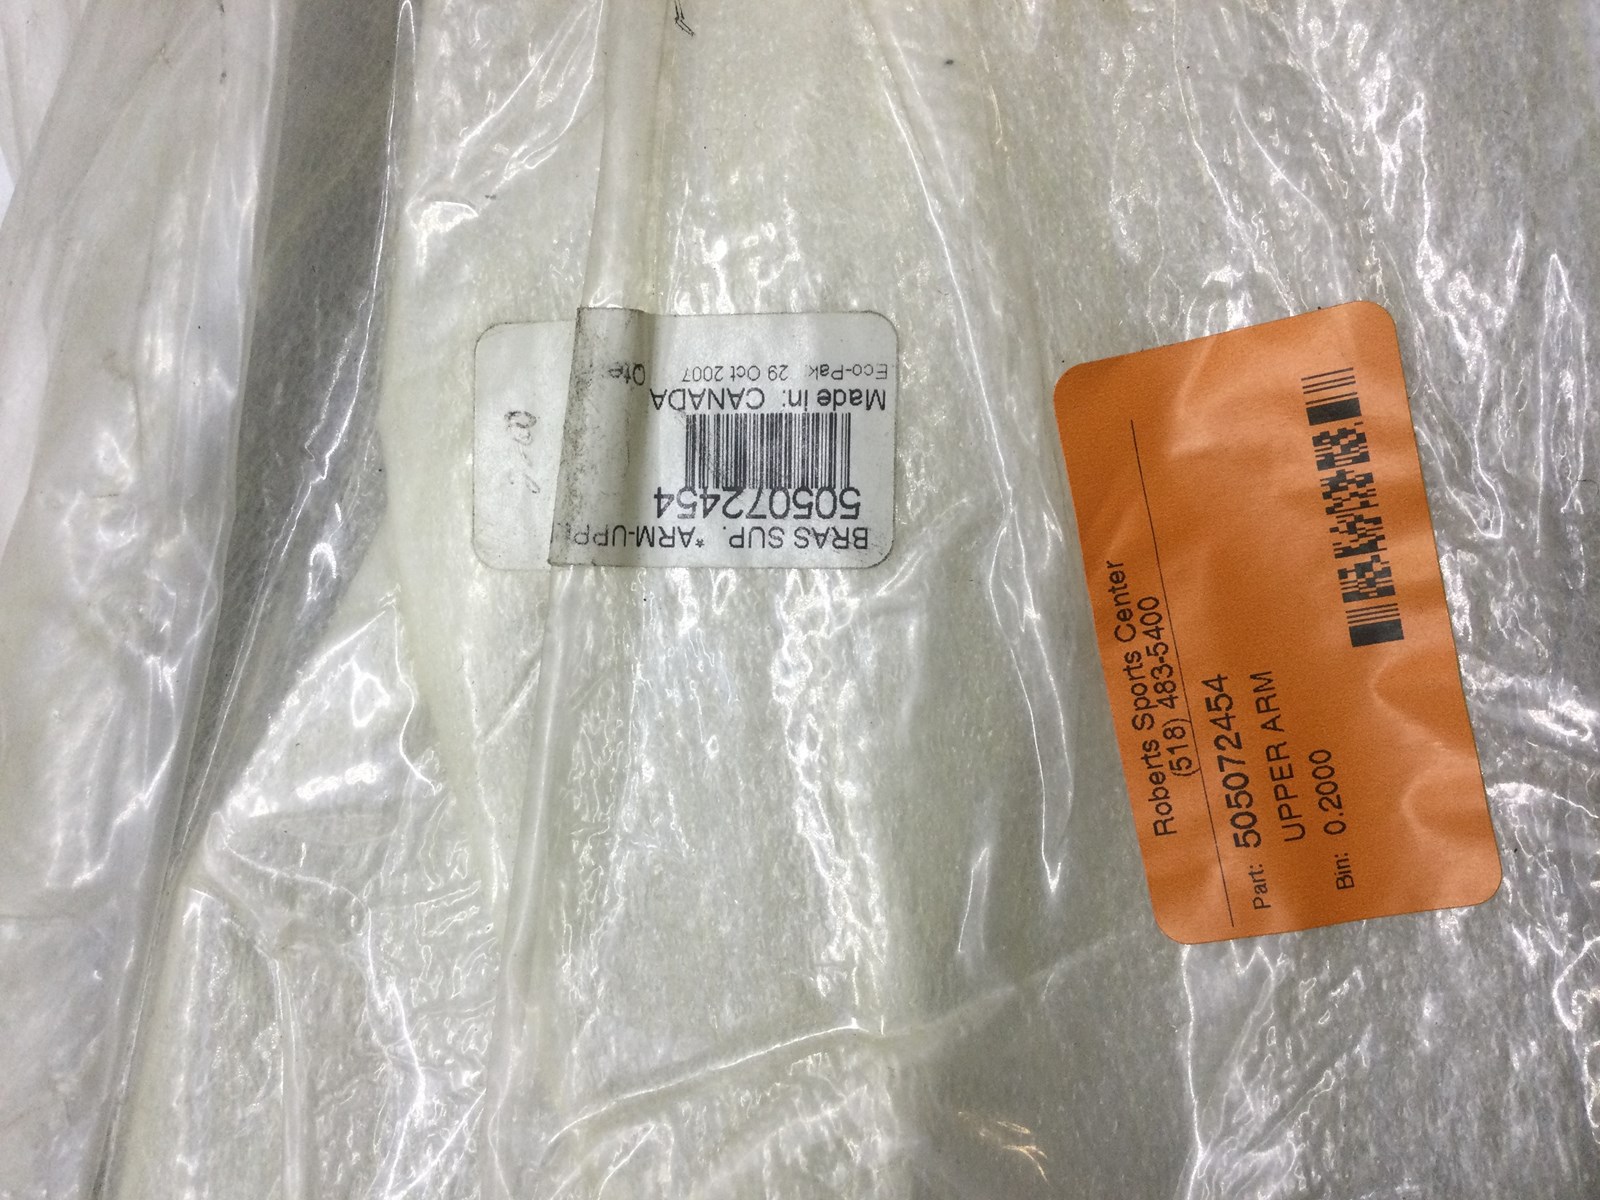 BRAS SUP. *ARM-UPP
505072454
Made in: CANADA
Eco-Pak: 29 Oct 2007 Qte:
Roberts Sports Center
(518) 483-5400
Part: 505072454
UPPER ARM
Bin: 0.2000